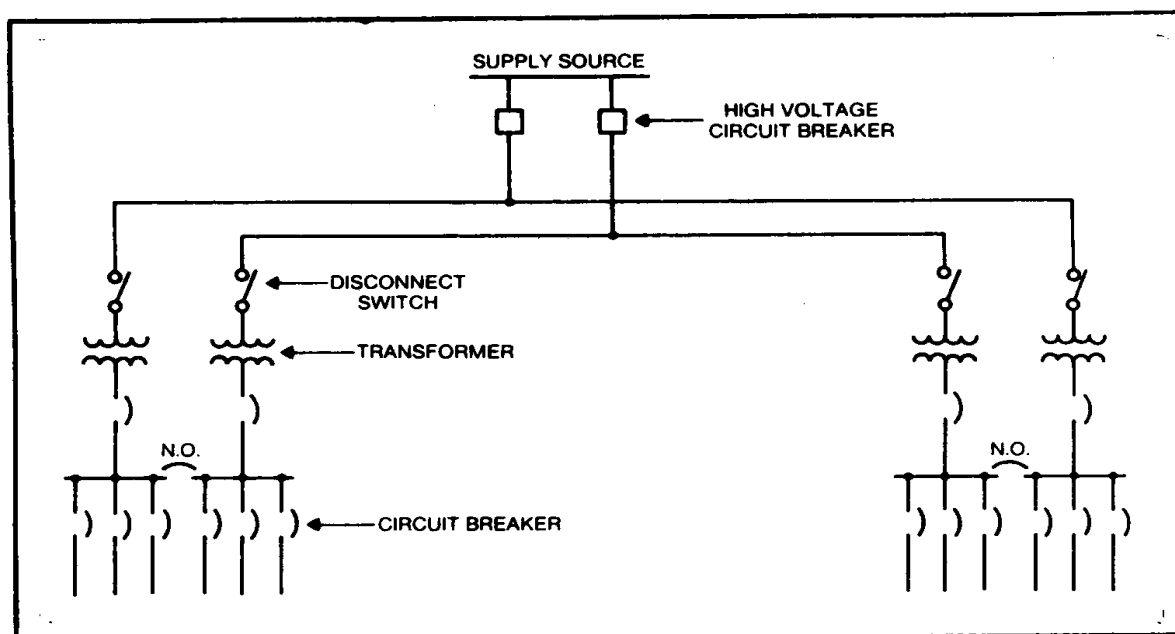 SUPPLY SOURCE
HIGH VOLTAGE
CIRCUIT BREAKER
DISCONNECT
SWITCH
TRANSFORMER
N.O.
N.O.
CIRCUIT BREAKER